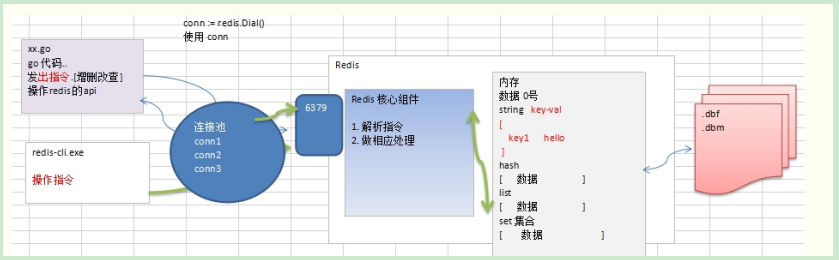 conn := redis.Dial()
使用 conn
xx.go
go 代码..
发出指令.[增删改查]
操作redis的api
redis-cli.exe
操作指令
连接池
conn1
conn2
conn3
6379
Redis
Redis 核心组件
1. 解析指令
2. 做相应处理
内存
数据 0号
string key-val
[
key1 hello
]
hash
[ 数据 ]
list
[ 数据 ]
set 集合
[ 数据 ]
.dbf
.dbm